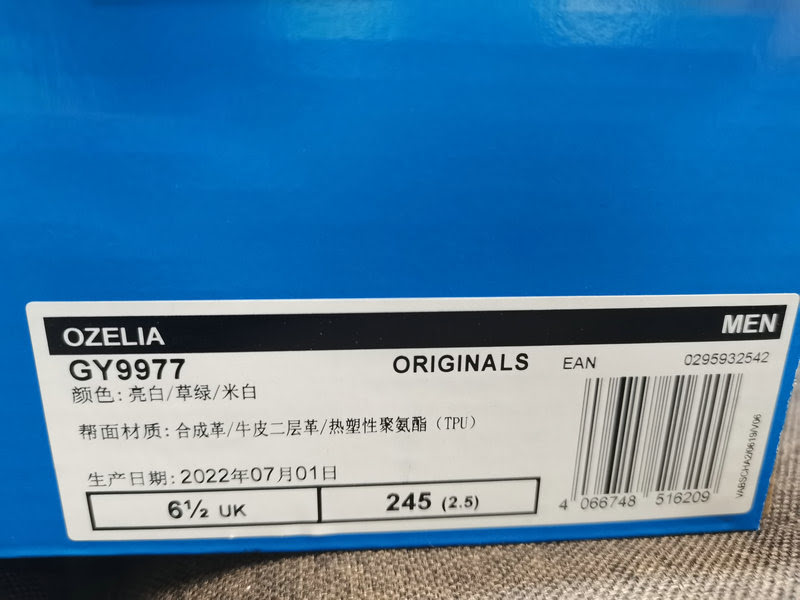 OZELIA MEN
GY9977 ORIGINALS EAN 0295932542
颜色: 亮白/草绿/米白
帮面材质: 合成革/牛皮二层革/热塑性聚氨酯（TPU）
生产日期: 2022年07月01日
6½ UK 245 (2.5)
4 066748 516209